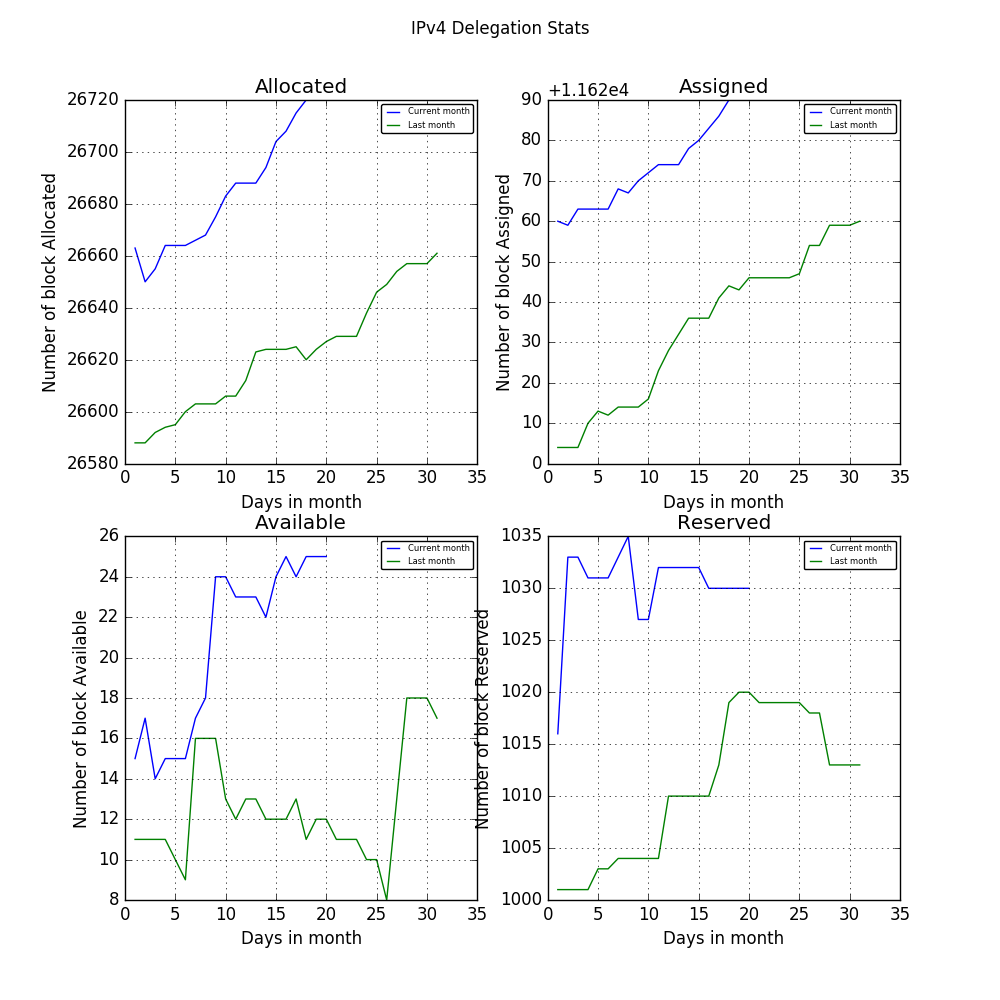 IPv4 Delegation Stats
Allocated
26720
26700
26680
26660
26640
26620
26600
26580
Number of block Allocated
0 5 10 15 20 25 30 35
Days in month
Current month
Last month
+1.162e4
Assigned
90
80
70
60
50
40
30
20
10
0
Number of block Assigned
0 5 10 15 20 25 30 35
Days in month
Current month
Last month
Available
26
24
22
20
18
16
14
12
10
8
Number of block Available
0 5 10 15 20 25 30 35
Days in month
Current month
Last month
Reserved
1035
1030
1025
1020
1015
1010
1005
1000
Number of block Reserved
0 5 10 15 20 25 30 35
Days in month
Current month
Last month